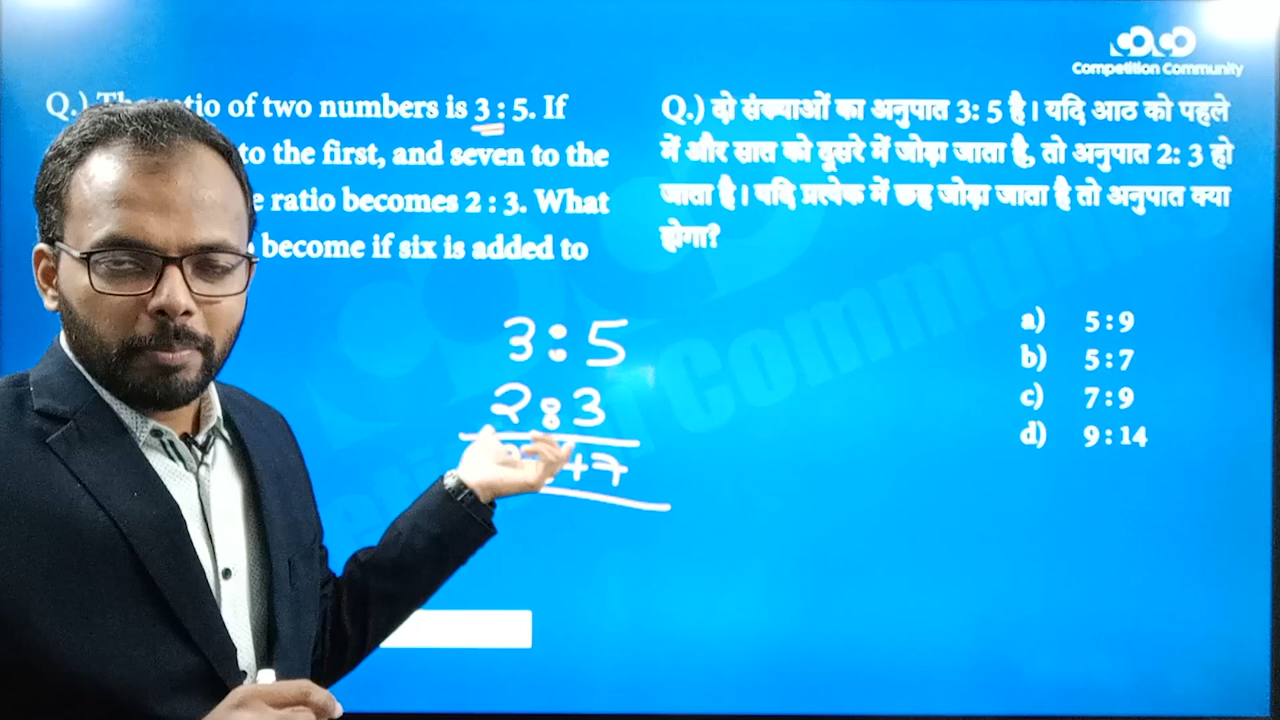 Competition Community
Q.) The ratio of two numbers is 3 : 5. If
to the first, and seven to the
ratio becomes 2 : 3. What
become if six is added to
Q.) दो संख्याओं का अनुपात 3: 5 है। यदि आठ को पहले
में और सात को दूसरे में जोड़ा जाता है, तो अनुपात 2: 3 हो
जाता है। यदि प्रत्येक में छह जोड़ा जाता है तो अनुपात क्या
होगा?
3 : 5
2 : 3
+7
a) 5 : 9
b) 5 : 7
c) 7 : 9
d) 9 : 14
Community